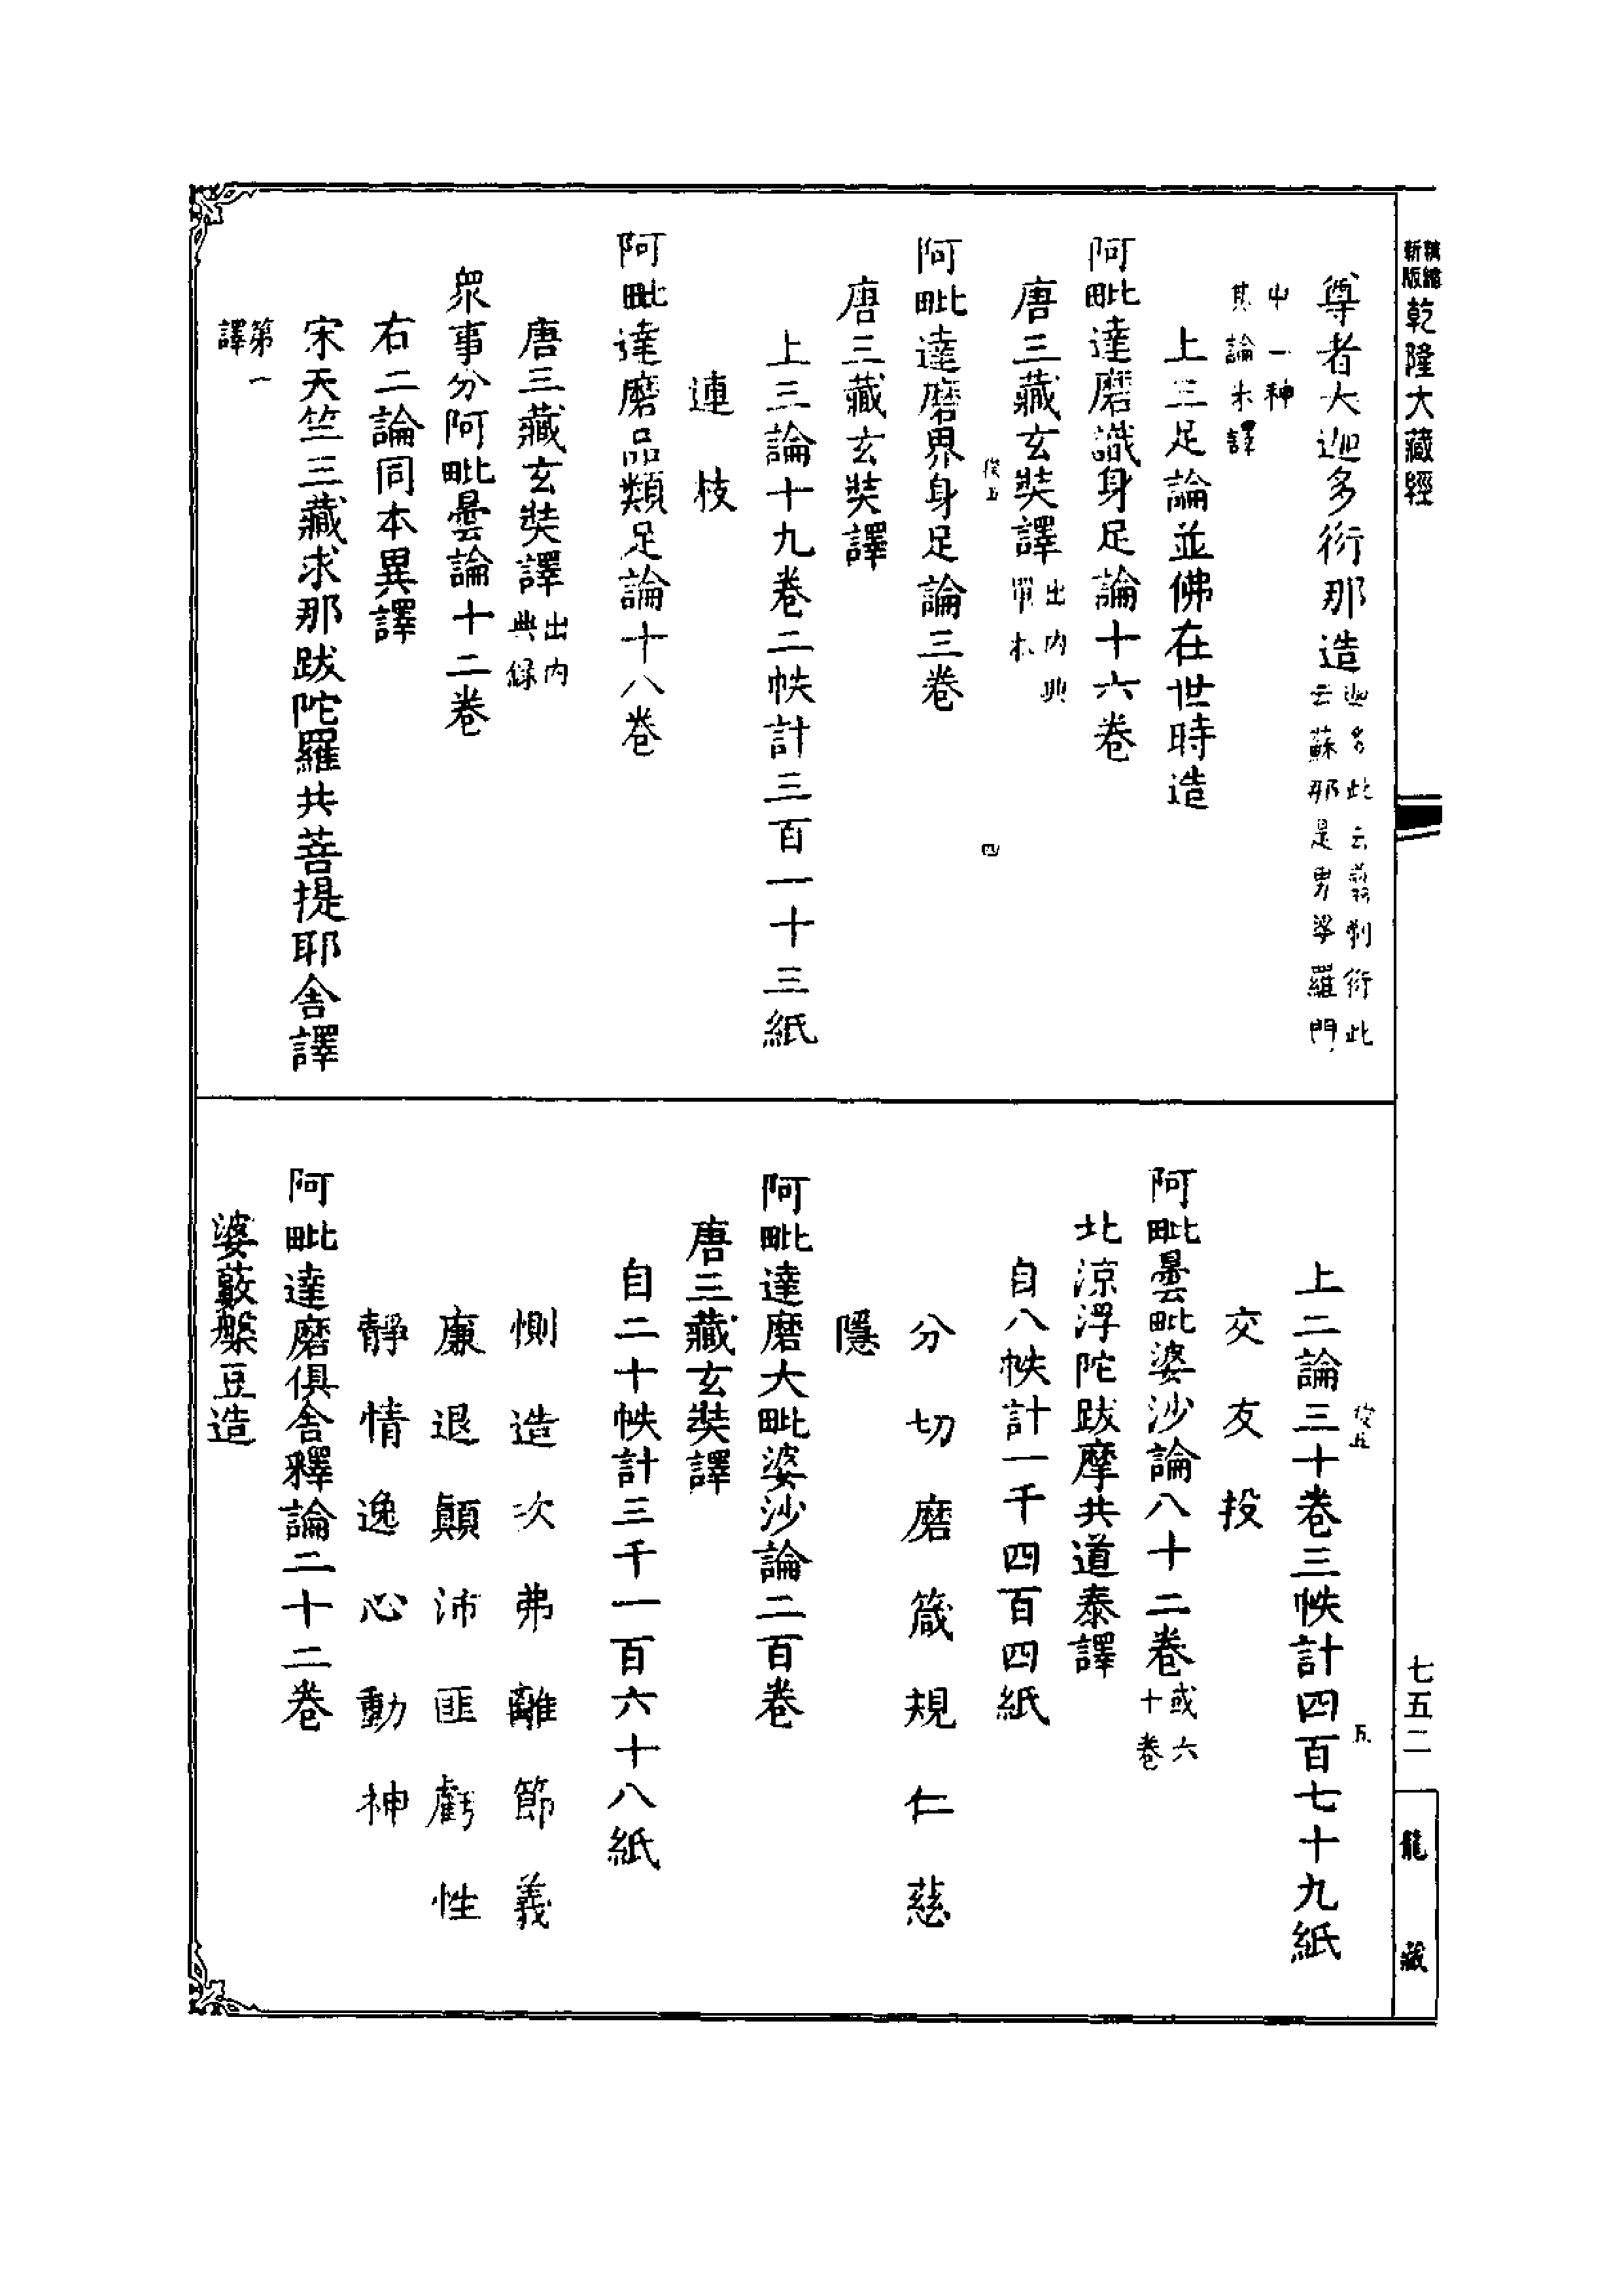 精縮新版 乾隆大藏經
七五二
龍藏
尊者大迦多衍那造 迦多此云翦剃衍此云蘇那是男婆羅門
中一神其論未譯
上三足論並佛在世時造
阿毗達磨識身足論十六卷
唐三藏玄奘譯 出內典單本
俊五 四
阿毗達磨界身足論三卷
唐三藏玄奘譯
上三論十九卷二帙計三百一十三紙
連枝
阿毗達磨品類足論十八卷
唐三藏玄奘譯 出內典錄
眾事分阿毗曇論十二卷
右二論同本異譯
宋天竺三藏求那跋陀羅共菩提耶舍譯
第一譯
俊五 五
上二論三十卷三帙計四百七十九紙
交友投
阿毗曇毗婆沙論八十二卷 或六十卷
北涼浮陀跋摩共道泰譯
自八帙計一千四百四紙
分切磨箴規仁慈
隱
阿毗達磨大毗婆沙論二百卷
唐三藏玄奘譯
自二十帙計三千一百六十八紙
惻造次弗離節義
廉退顛沛匪虧性
靜情逸心動神
阿毗達磨俱舍釋論二十二卷
婆藪槃豆造